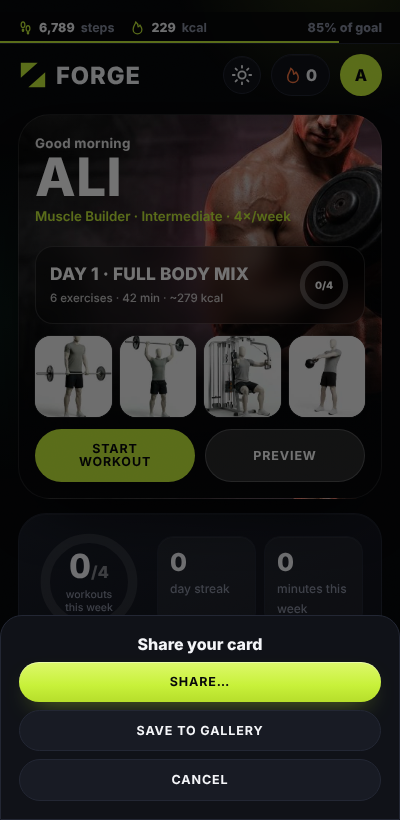 6,789 steps 229 kcal 85% of goal
FORGE 0 A
Good morning
ALI
Muscle Builder · Intermediate · 4×/week
DAY 1 · FULL BODY MIX
6 exercises · 42 min · ~279 kcal
0/4
START
WORKOUT
PREVIEW
0/4
workouts
this week
0
day streak
0
minutes this
week
Share your card
SHARE...
SAVE TO GALLERY
CANCEL